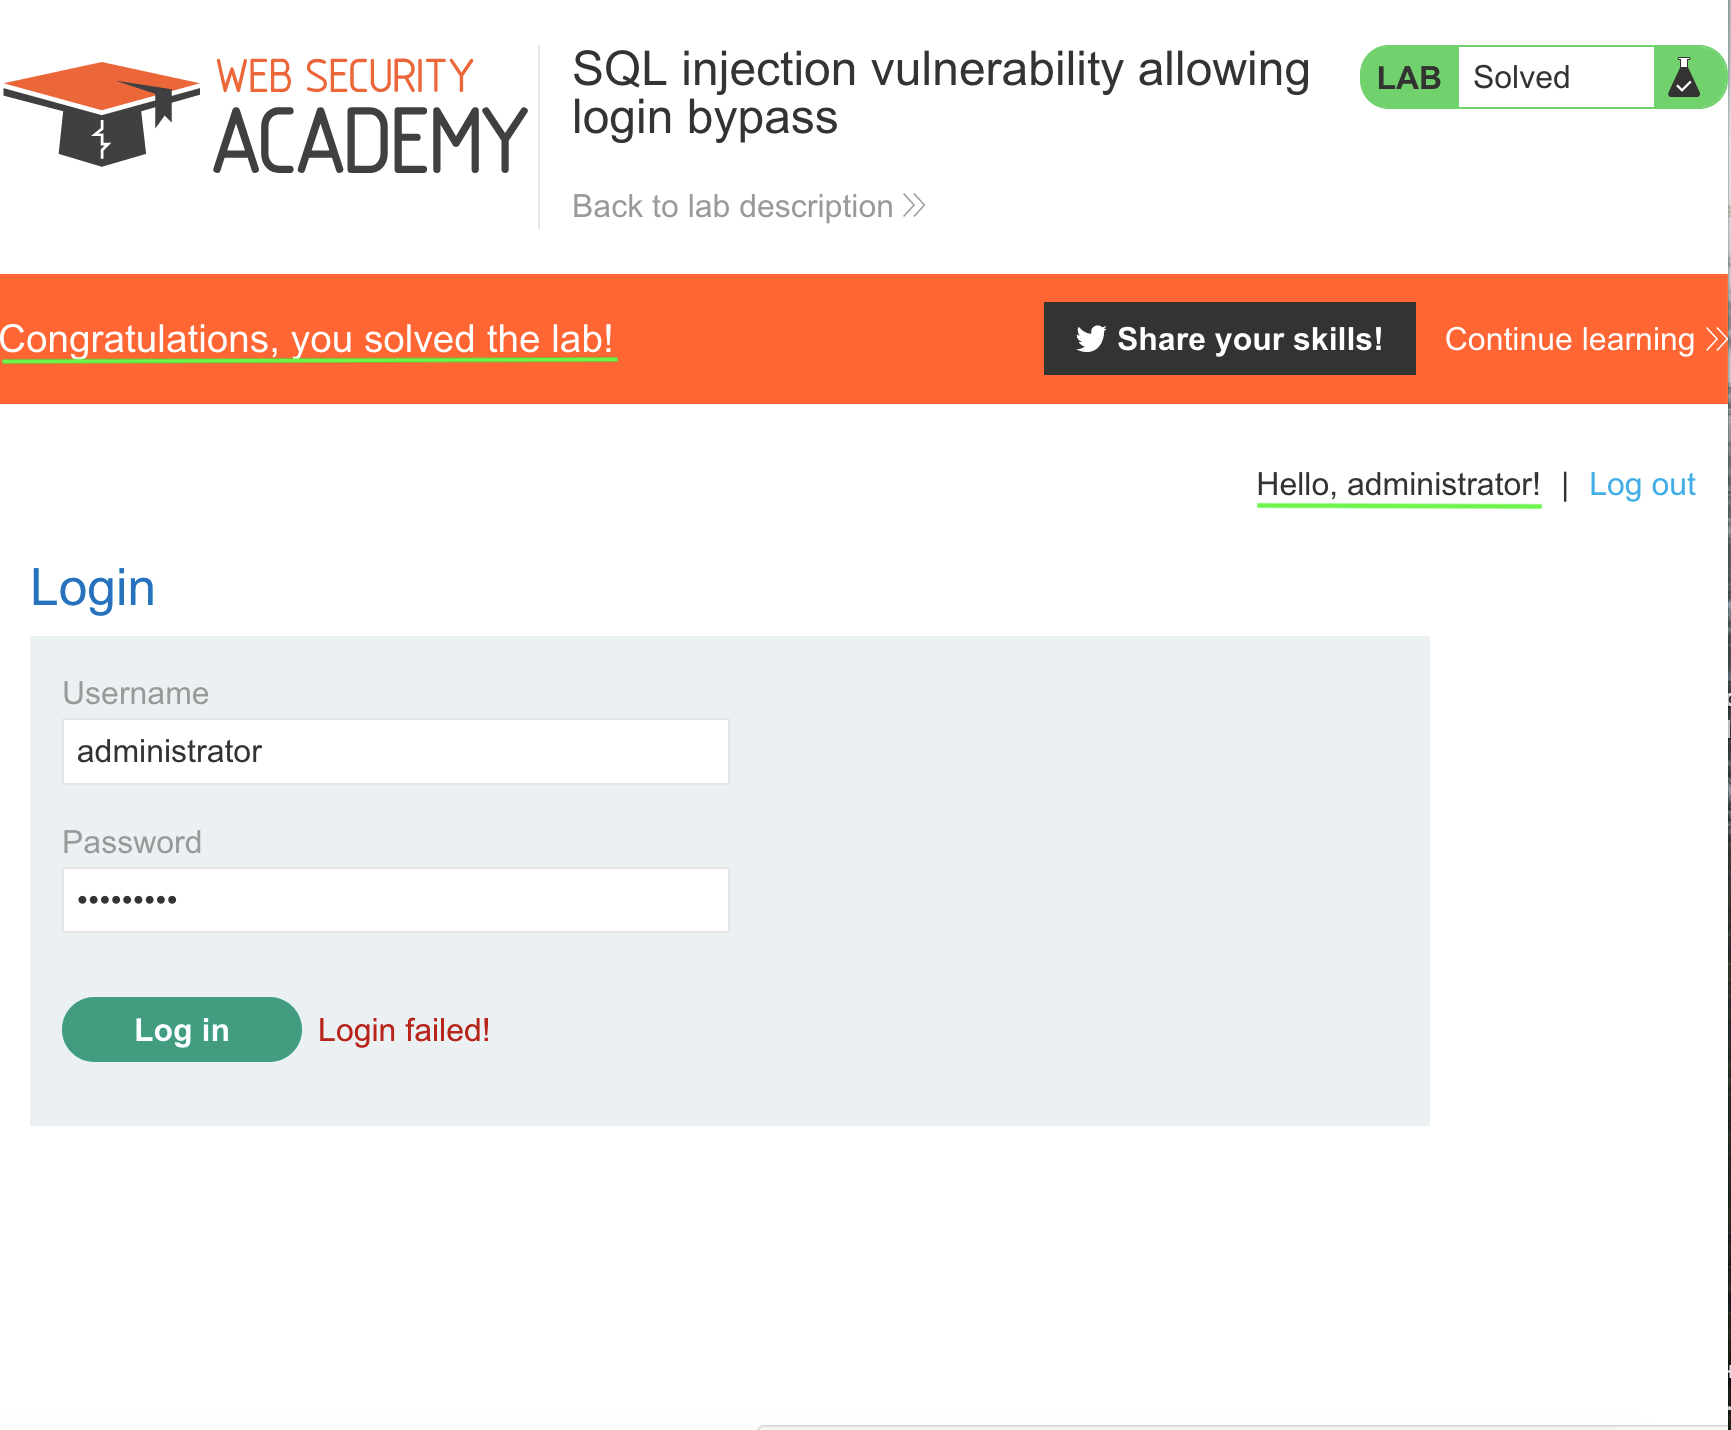 WEB SECURITY
ACADEMY
SQL injection vulnerability allowing
login bypass
Back to lab description
LAB Solved
Congratulations, you solved the lab!
Share your skills!
Continue learning
Hello, administrator! | Log out
Login
Username
administrator
Password
•••••••••
Log in
Login failed!